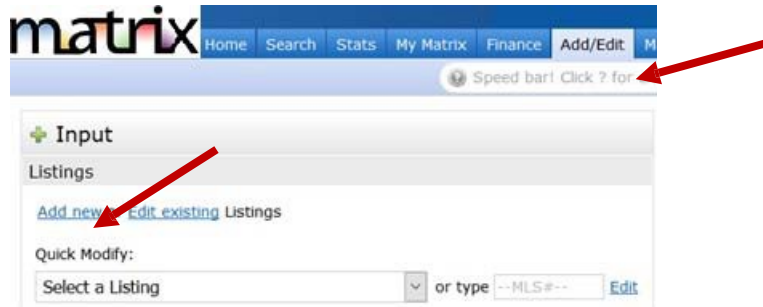 matrix Home Search Stats My Matrix Finance Add/Edit M
Speed bar! Click ? for
Input
Listings
Add new Edit existing Listings
Quick Modify:
Select a Listing or type --MLS#-- Edit